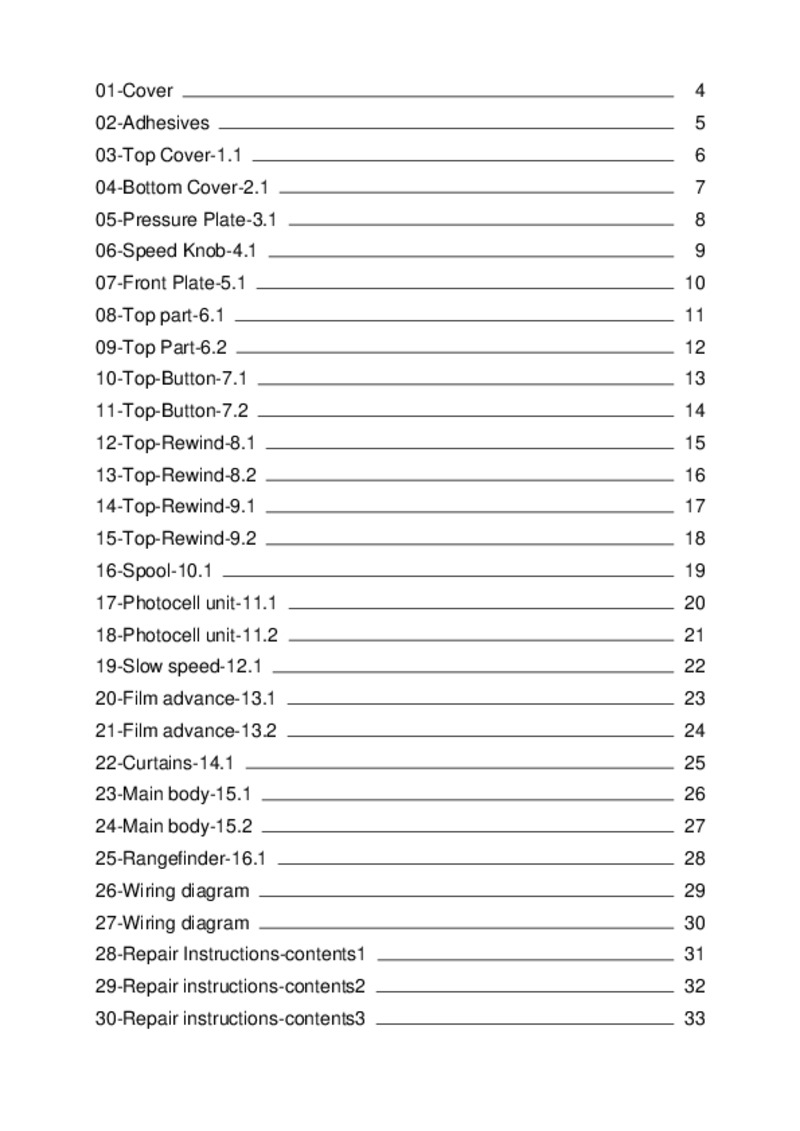 01-Cover 4
02-Adhesives 5
03-Top Cover-1.1 6
04-Bottom Cover-2.1 7
05-Pressure Plate-3.1 8
06-Speed Knob-4.1 9
07-Front Plate-5.1 10
08-Top part-6.1 11
09-Top Part-6.2 12
10-Top-Button-7.1 13
11-Top-Button-7.2 14
12-Top-Rewind-8.1 15
13-Top-Rewind-8.2 16
14-Top-Rewind-9.1 17
15-Top-Rewind-9.2 18
16-Spool-10.1 19
17-Photocell unit-11.1 20
18-Photocell unit-11.2 21
19-Slow speed-12.1 22
20-Film advance-13.1 23
21-Film advance-13.2 24
22-Curtains-14.1 25
23-Main body-15.1 26
24-Main body-15.2 27
25-Rangefinder-16.1 28
26-Wiring diagram 29
27-Wiring diagram 30
28-Repair Instructions-contents1 31
29-Repair instructions-contents2 32
30-Repair instructions-contents3 33